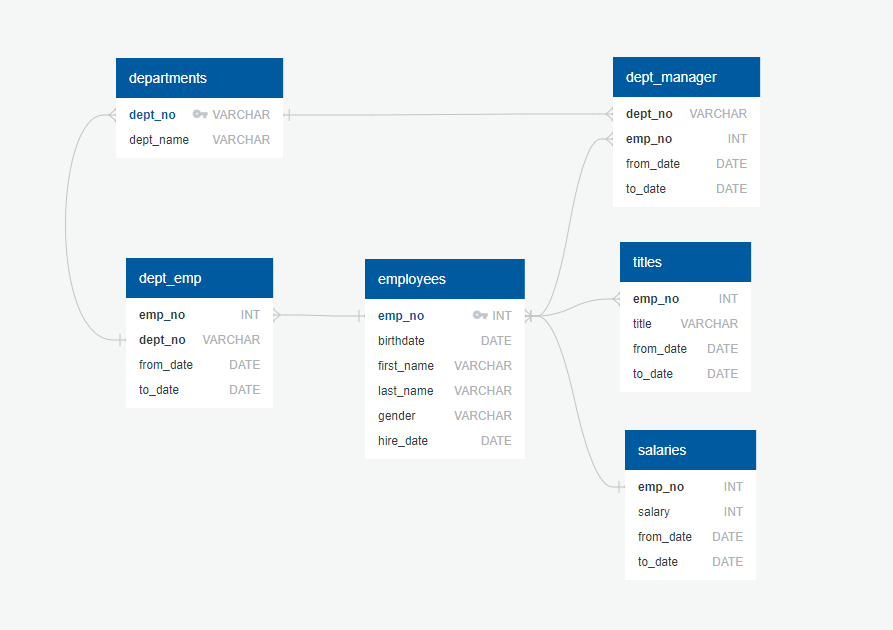 departments
dept_no VARCHAR
dept_name VARCHAR
dept_manager
dept_no VARCHAR
emp_no INT
from_date DATE
to_date DATE
dept_emp
emp_no INT
dept_no VARCHAR
from_date DATE
to_date DATE
employees
emp_no INT
birthdate DATE
first_name VARCHAR
last_name VARCHAR
gender VARCHAR
hire_date DATE
titles
emp_no INT
title VARCHAR
from_date DATE
to_date DATE
salaries
emp_no INT
salary INT
from_date DATE
to_date DATE